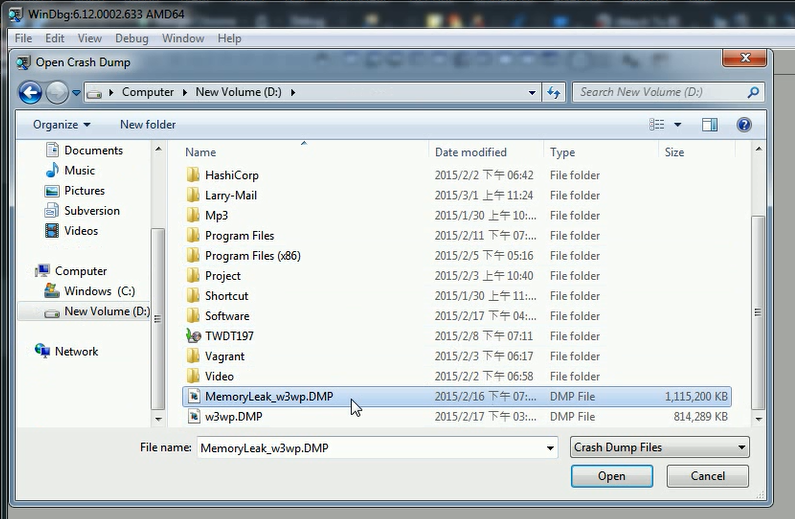 WinDbg:6.12.0002.633 AMD64
File Edit View Debug Window Help
Open Crash Dump
Computer New Volume (D:) Search New Volume (D:)
Organize New folder
Name Date modified Type Size
Documents
Music
Pictures
Subversion
Videos
Computer
Windows (C:)
New Volume (D:)
Network
HashiCorp 2015/2/2 下午 06:42 File folder
Larry-Mail 2015/3/1 上午 11:24 File folder
Mp3 2015/1/30 上午 10:... File folder
Program Files 2015/2/11 下午 07:... File folder
Program Files (x86) 2015/2/5 下午 05:16 File folder
Project 2015/2/3 上午 10:40 File folder
Shortcut 2015/1/30 上午 11:... File folder
Software 2015/2/17 下午 04:... File folder
TWDT197 2015/2/8 下午 07:11 File folder
Vagrant 2015/2/3 下午 06:17 File folder
Video 2015/2/2 下午 06:58 File folder
MemoryLeak_w3wp.DMP 2015/2/16 下午 07:... DMP File 1,115,200 KB
w3wp.DMP 2015/2/17 下午 03:... DMP File 814,289 KB
File name: MemoryLeak_w3wp.DMP Crash Dump Files
Open Cancel